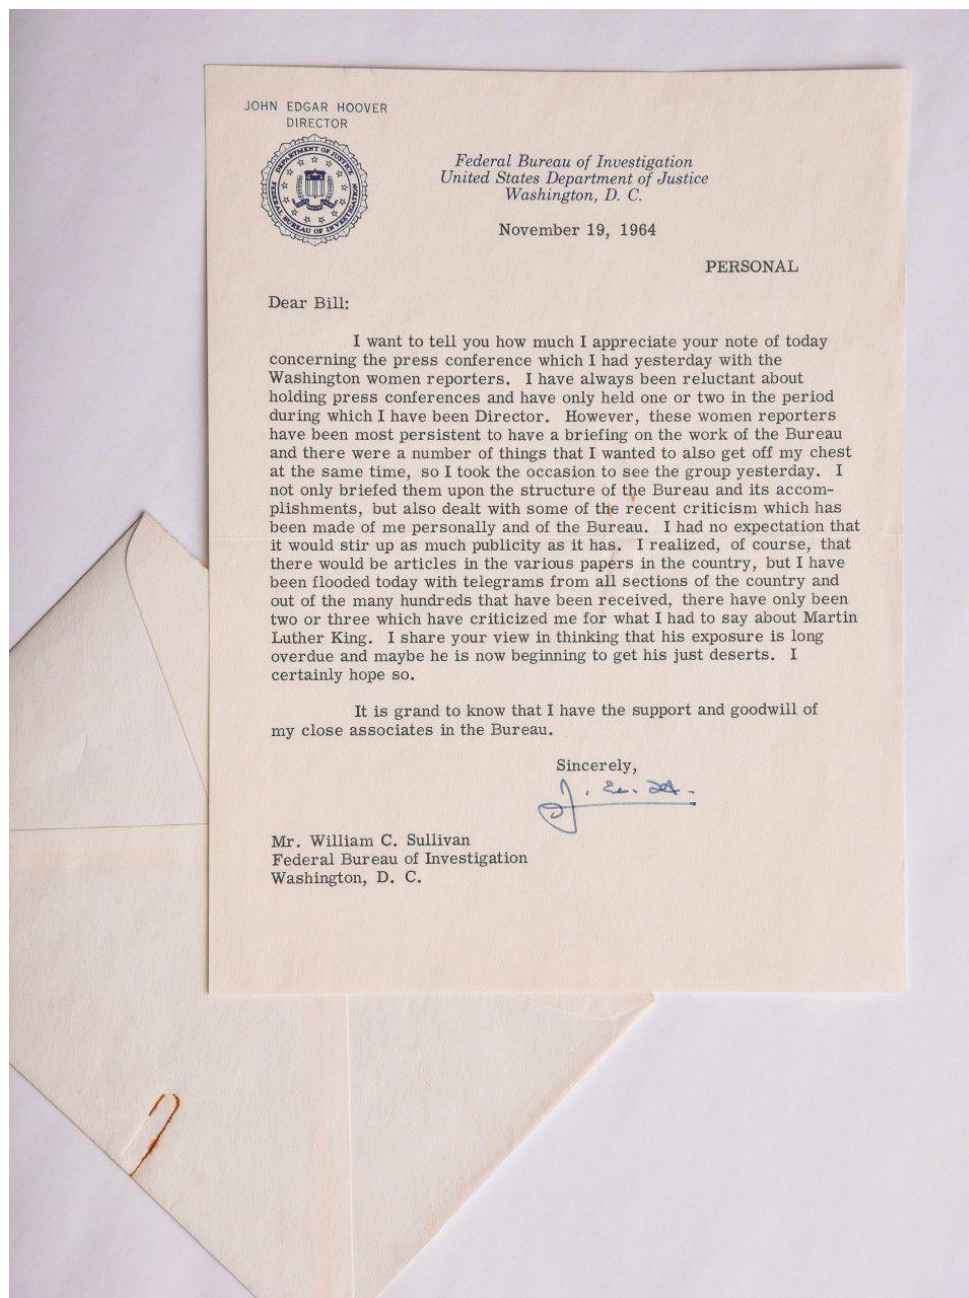 JOHN EDGAR HOOVER
DIRECTOR
DEPARTMENT OF JUSTICE
FEDERAL BUREAU OF INVESTIGATION
Federal Bureau of Investigation
United States Department of Justice
Washington, D. C.
November 19, 1964
PERSONAL
Dear Bill:
I want to tell you how much I appreciate your note of today
concerning the press conference which I had yesterday with the
Washington women reporters. I have always been reluctant about
holding press conferences and have only held one or two in the period
during which I have been Director. However, these women reporters
have been most persistent to have a briefing on the work of the Bureau
and there were a number of things that I wanted to also get off my chest
at the same time, so I took the occasion to see the group yesterday. I
not only briefed them upon the structure of the Bureau and its accom-
plishments, but also dealt with some of the recent criticism which has
been made of me personally and of the Bureau. I had no expectation that
it would stir up as much publicity as it has. I realized, of course, that
there would be articles in the various papers in the country, but I have
been flooded today with telegrams from all sections of the country and
out of the many hundreds that have been received, there have only been
two or three which have criticized me for what I had to say about Martin
Luther King. I share your view in thinking that his exposure is long
overdue and maybe he is now beginning to get his just deserts. I
certainly hope so.
It is grand to know that I have the support and goodwill of
my close associates in the Bureau.
Sincerely,
J. E. H.
Mr. William C. Sullivan
Federal Bureau of Investigation
Washington, D. C.